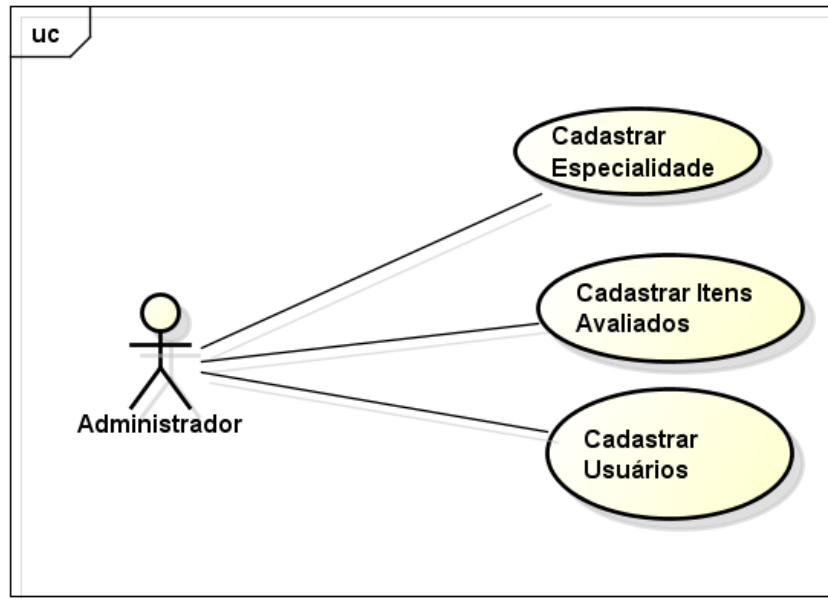 uc
Cadastrar
Especialidade
Cadastrar Itens
Avaliados
Administrador
Cadastrar
Usuários